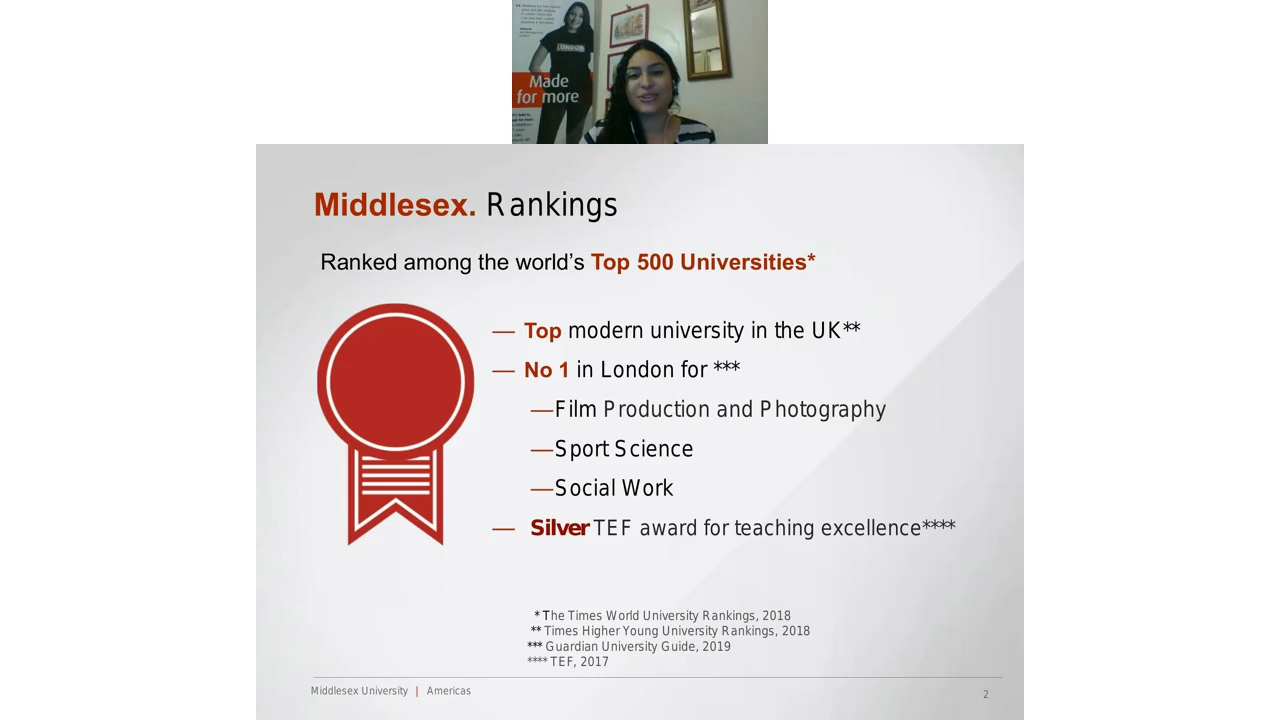 LONDON
Made
for more
Middlesex. Rankings
Ranked among the world's Top 500 Universities*
— Top modern university in the UK**
— No 1 in London for ***
—Film Production and Photography
—Sport Science
—Social Work
— Silver TEF award for teaching excellence****
* The Times World University Rankings, 2018
** Times Higher Young University Rankings, 2018
*** Guardian University Guide, 2019
**** TEF, 2017
Middlesex University | Americas
2